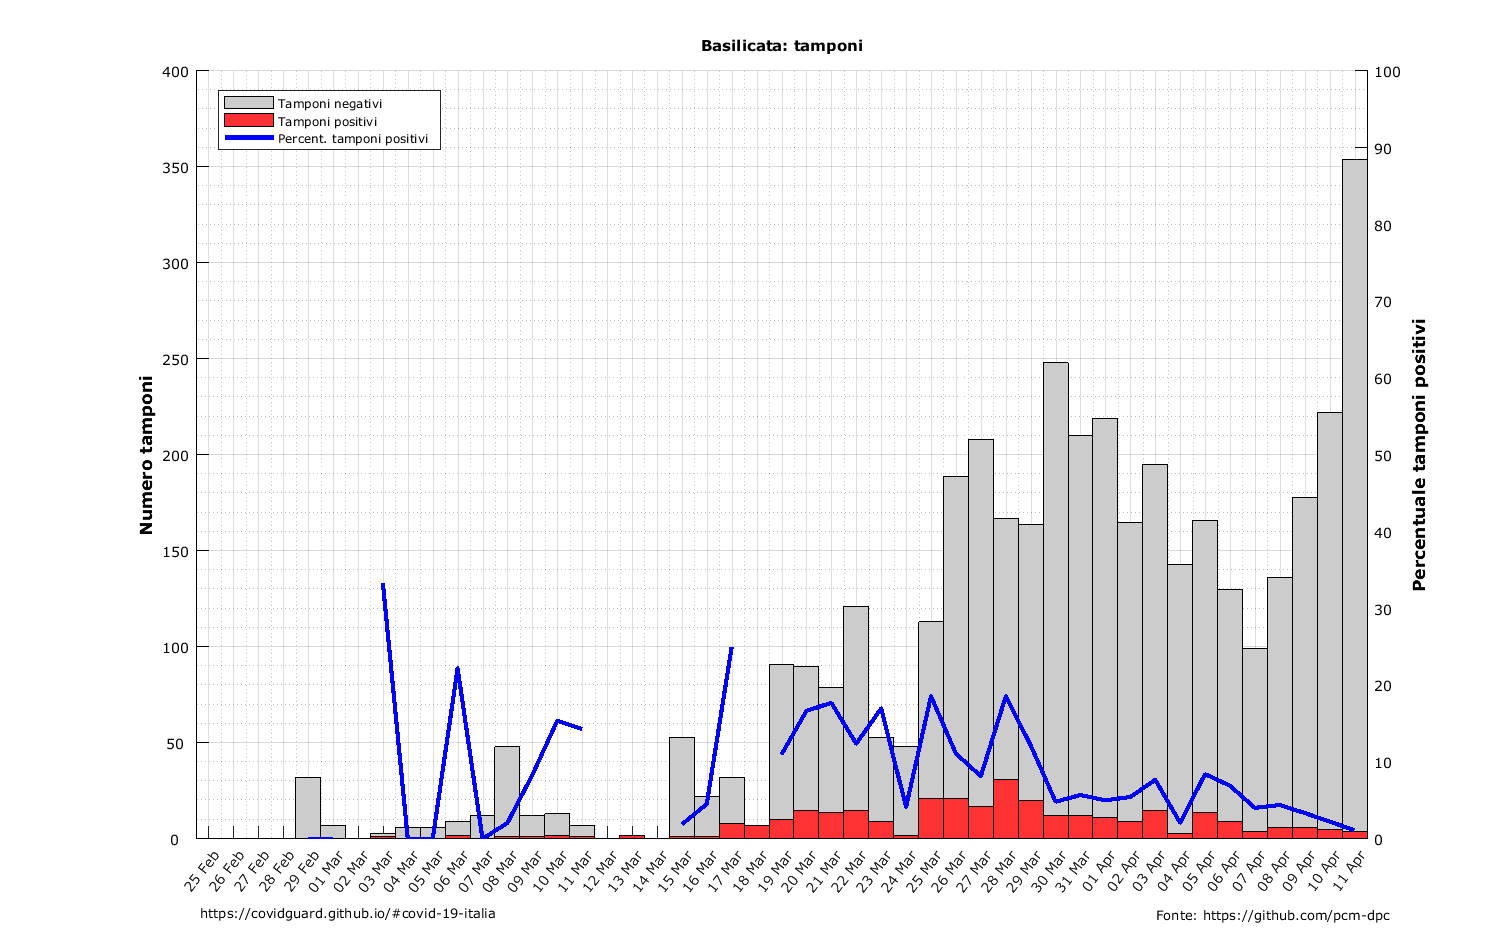 Basilicata: tamponi
Tamponi negativi
Tamponi positivi
Percent. tamponi positivi
Numero tamponi
400
350
300
250
200
150
100
50
0
100
90
80
70
60
50
40
30
20
10
0
Percentuale tamponi positivi
25 Feb
26 Feb
27 Feb
28 Feb
29 Feb
01 Mar
02 Mar
03 Mar
04 Mar
05 Mar
06 Mar
07 Mar
08 Mar
09 Mar
10 Mar
11 Mar
12 Mar
13 Mar
14 Mar
15 Mar
16 Mar
17 Mar
18 Mar
19 Mar
20 Mar
21 Mar
22 Mar
23 Mar
24 Mar
25 Mar
26 Mar
27 Mar
28 Mar
29 Mar
30 Mar
31 Mar
01 Apr
02 Apr
03 Apr
04 Apr
05 Apr
06 Apr
07 Apr
08 Apr
09 Apr
10 Apr
11 Apr
https://covidguard.github.io/#covid-19-italia
Fonte: https://github.com/pcm-dpc